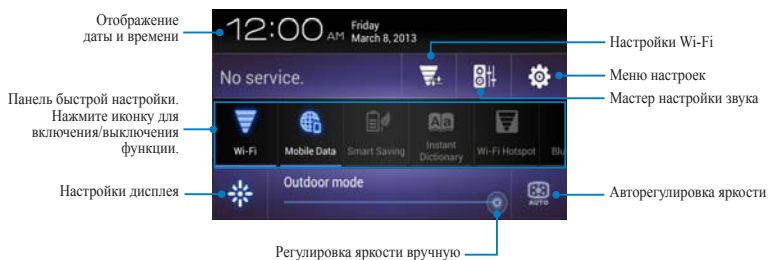 Отображение
даты и времени
12:00 AM
Friday
March 8, 2013
Настройки Wi-Fi
No service.
Меню настроек
Мастер настройки звука
Панель быстрой настройки.
Нажмите иконку для
включения/выключения
функции.
Wi-Fi
Mobile Data
Smart Saving
Aa
Instant
Dictionary
Wi-Fi Hotspot
Blu
Настройки дисплея
Outdoor mode
AUTO
Авторегулировка яркости
Регулировка яркости вручную